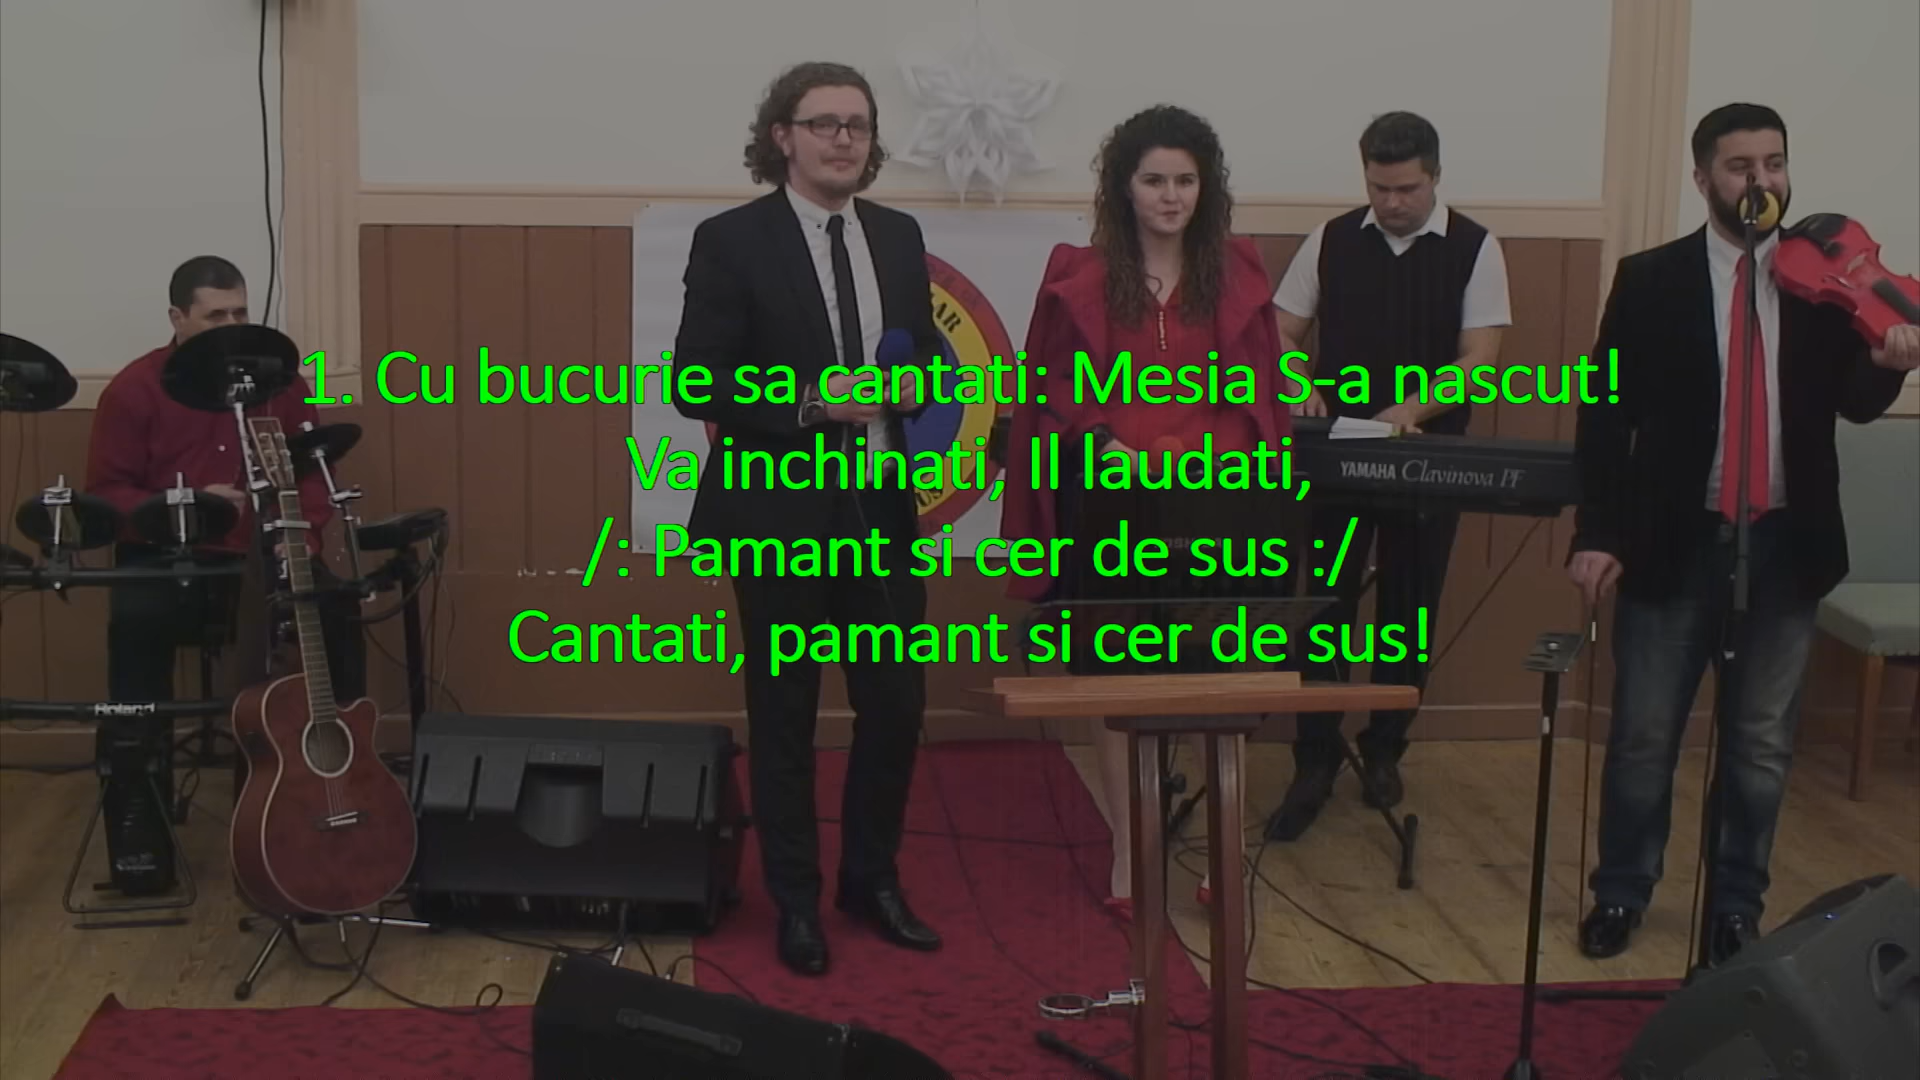 1. Cu bucurie sa cantati: Mesia S-a nascut!
Va inchinati, Il laudati,
/: Pamant si cer de sus :/
Cantati, pamant si cer de sus!
YAMAHA Clavinova PF
Roland